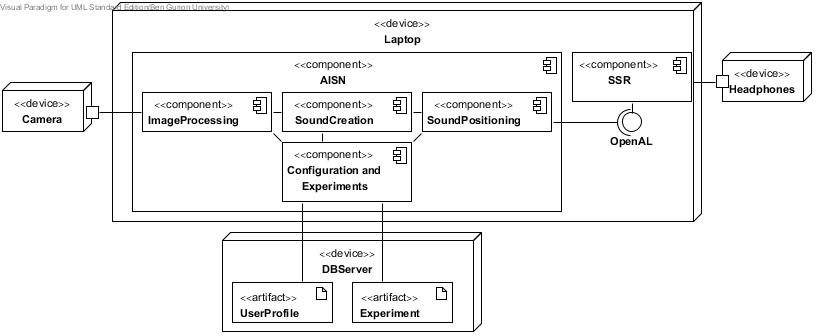 Visual Paradigm for UML Standard Edition(Ben Gurion University)
<<device>>
Laptop
<<component>>
AISN
<<component>>
SSR
<<device>>
Camera
<<component>>
ImageProcessing
<<component>>
SoundCreation
<<component>>
SoundPositioning
<<device>>
Headphones
OpenAL
<<component>>
Configuration and
Experiments
<<device>>
DBServer
<<artifact>>
UserProfile
<<artifact>>
Experiment